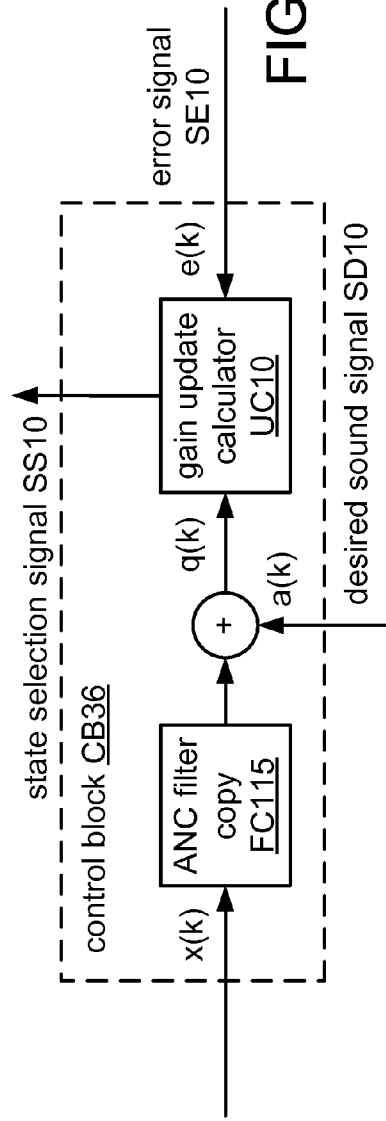 state selection signal SS10
control block CB36
x(k)
ANC filter
copy
FC115
+
a(k)
q(k)
gain update
calculator
UC10
e(k)
error signal
SE10
desired sound signal SD10
FIG